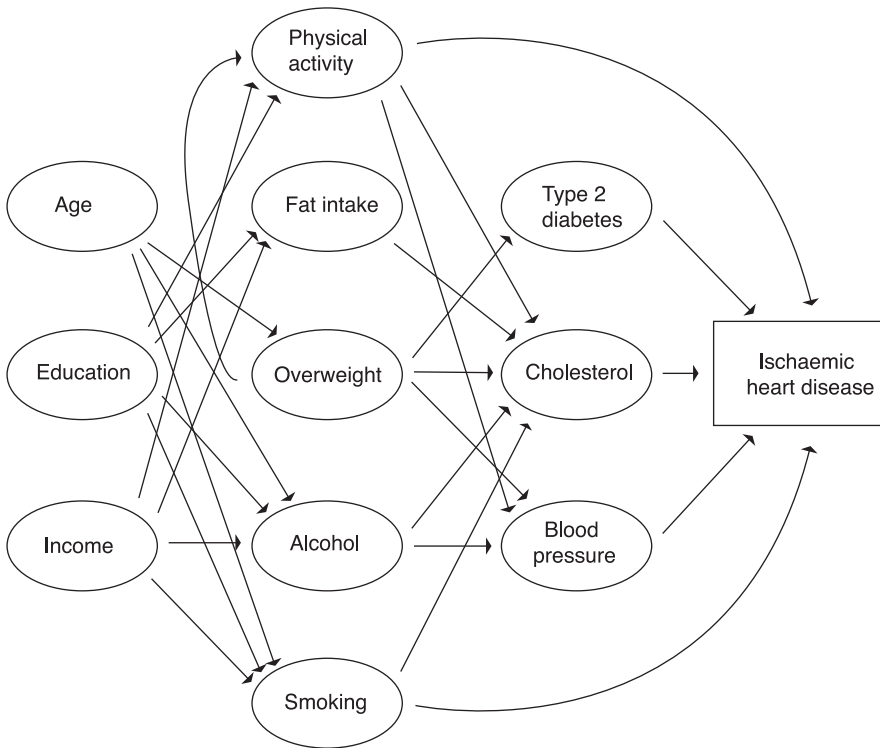 Physical
activity
Age
Fat intake
Type 2
diabetes
Education
Overweight
Cholesterol
Ischaemic
heart disease
Income
Alcohol
Blood
pressure
Smoking